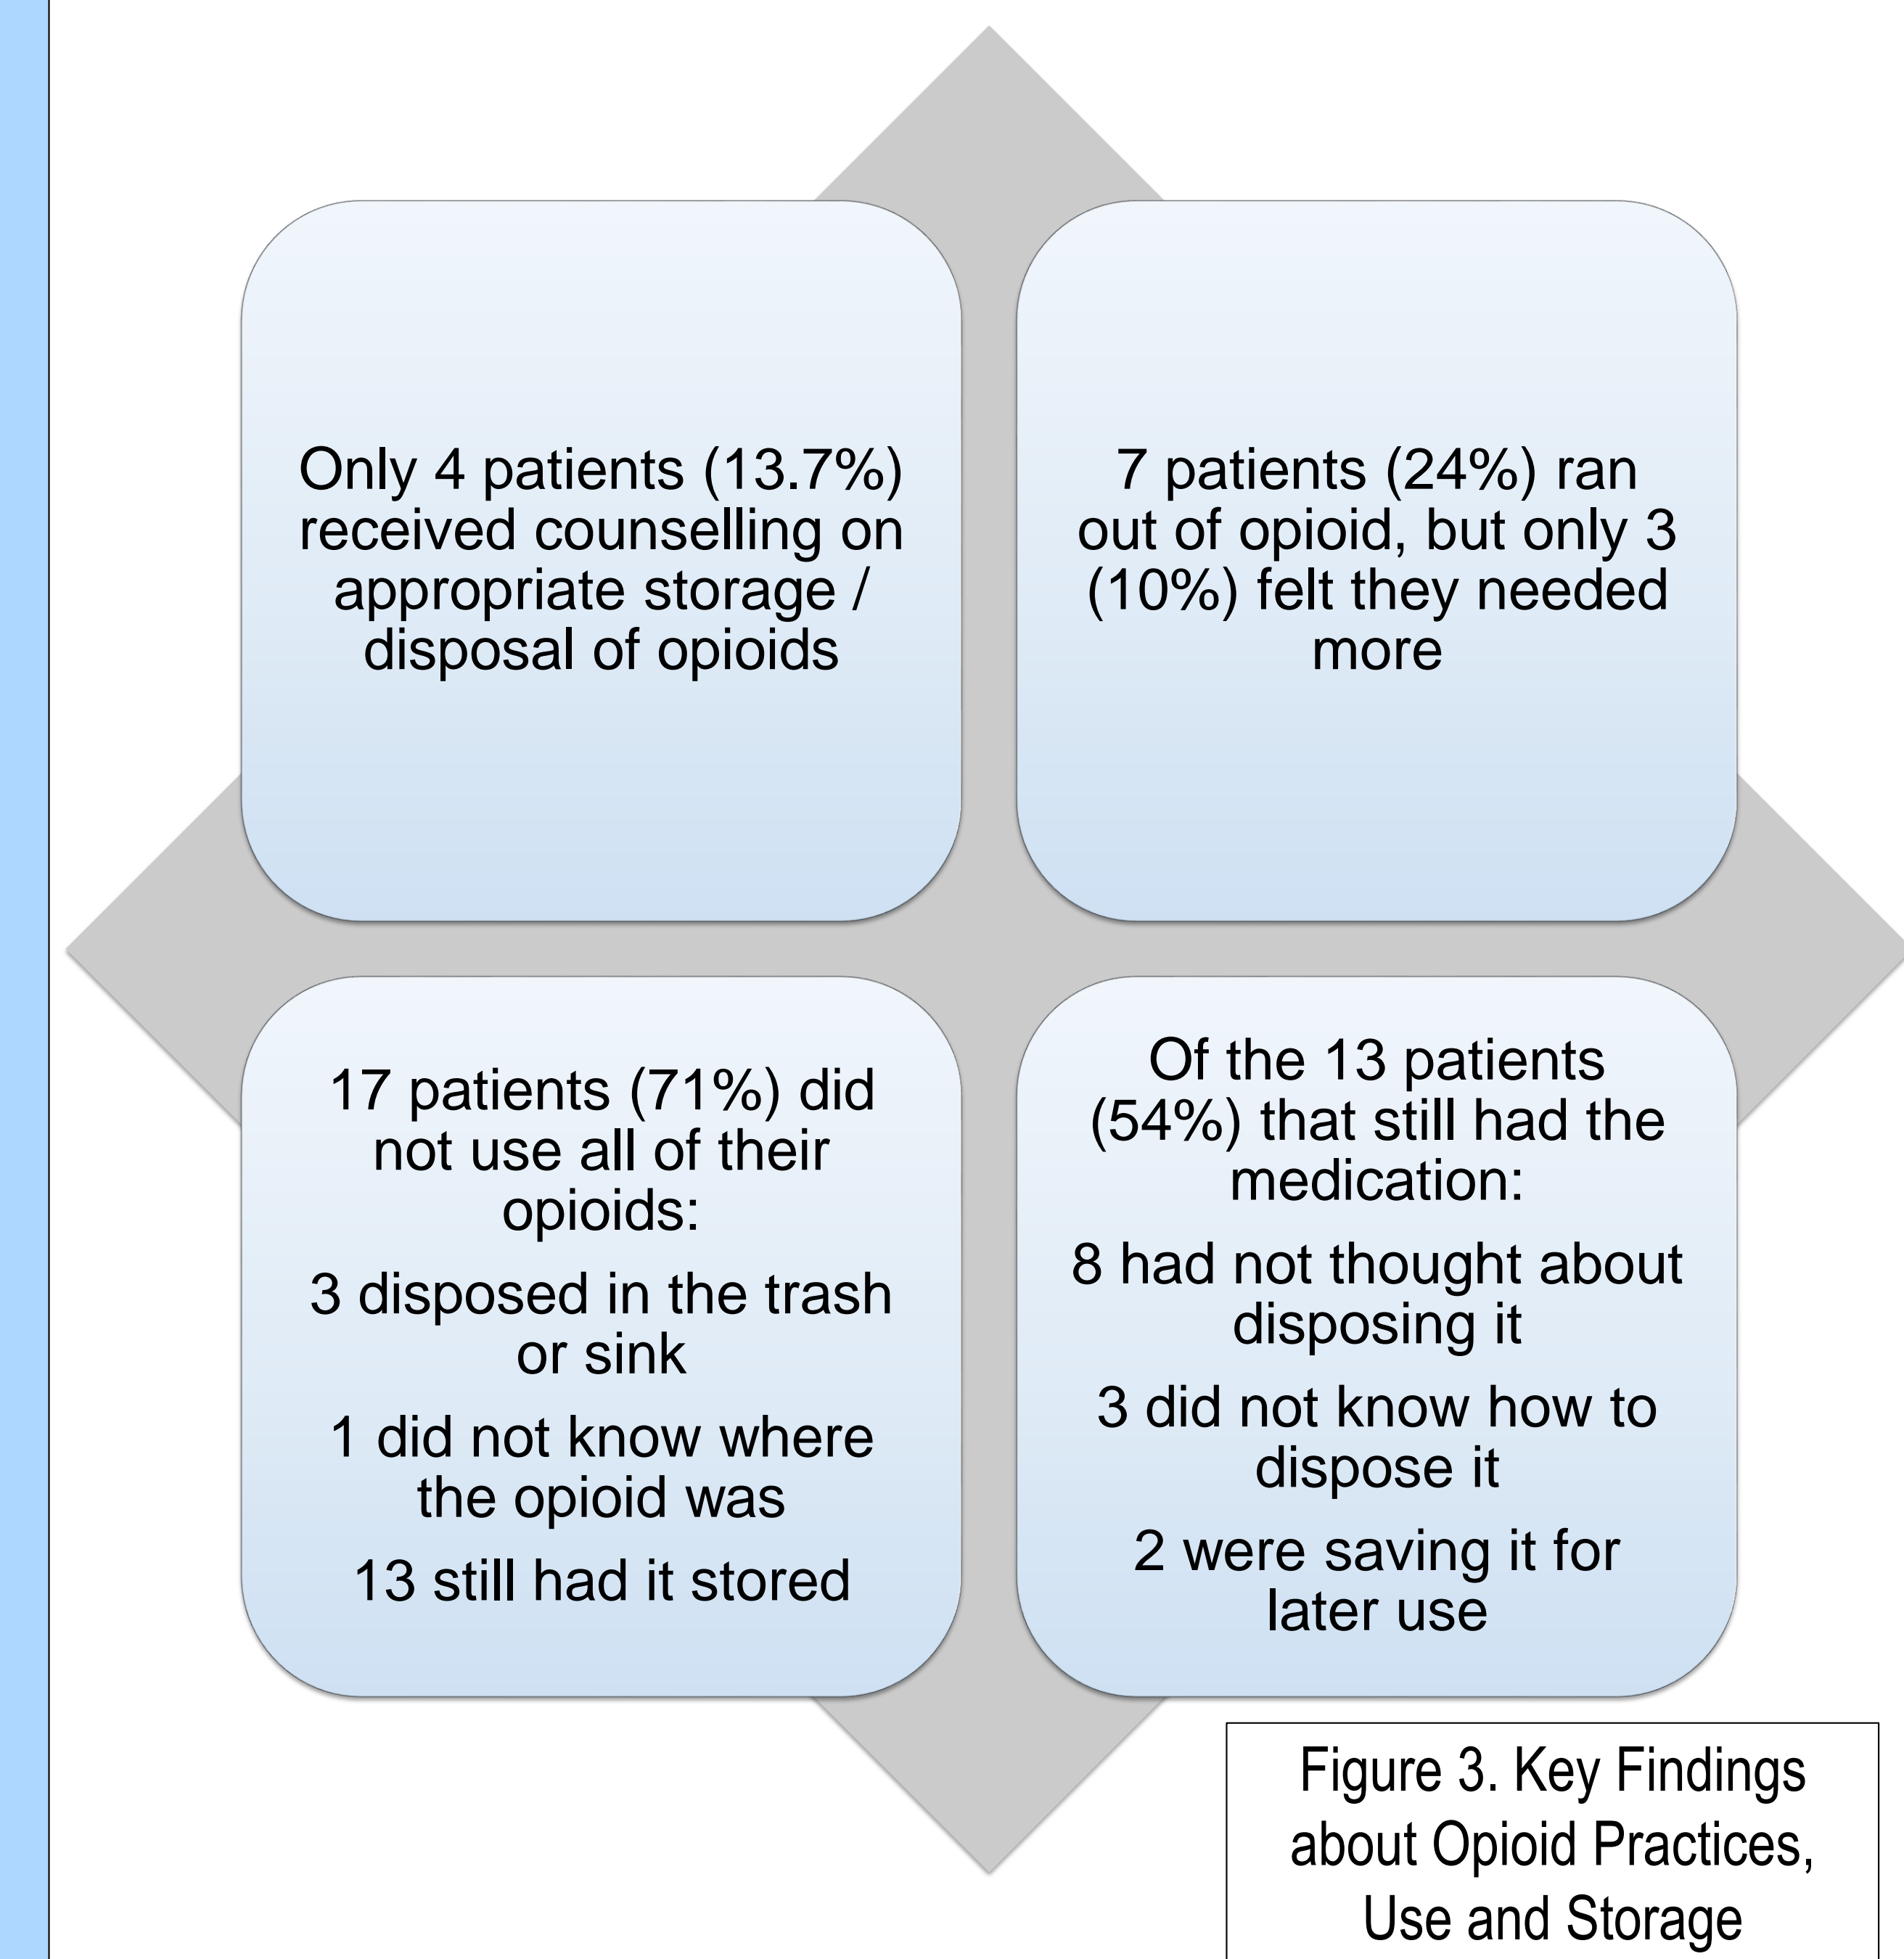 Only 4 patients (13.7%)
received counselling on
appropriate storage /
disposal of opioids
7 patients (24%) ran
out of opioid, but only 3
(10%) felt they needed
more
17 patients (71%) did
not use all of their
opioids:
3 disposed in the trash
or sink
1 did not know where
the opioid was
13 still had it stored
Of the 13 patients
(54%) that still had the
medication:
8 had not thought about
disposing it
3 did not know how to
dispose it
2 were saving it for
later use
Figure 3. Key Findings
about Opioid Practices,
Use and Storage